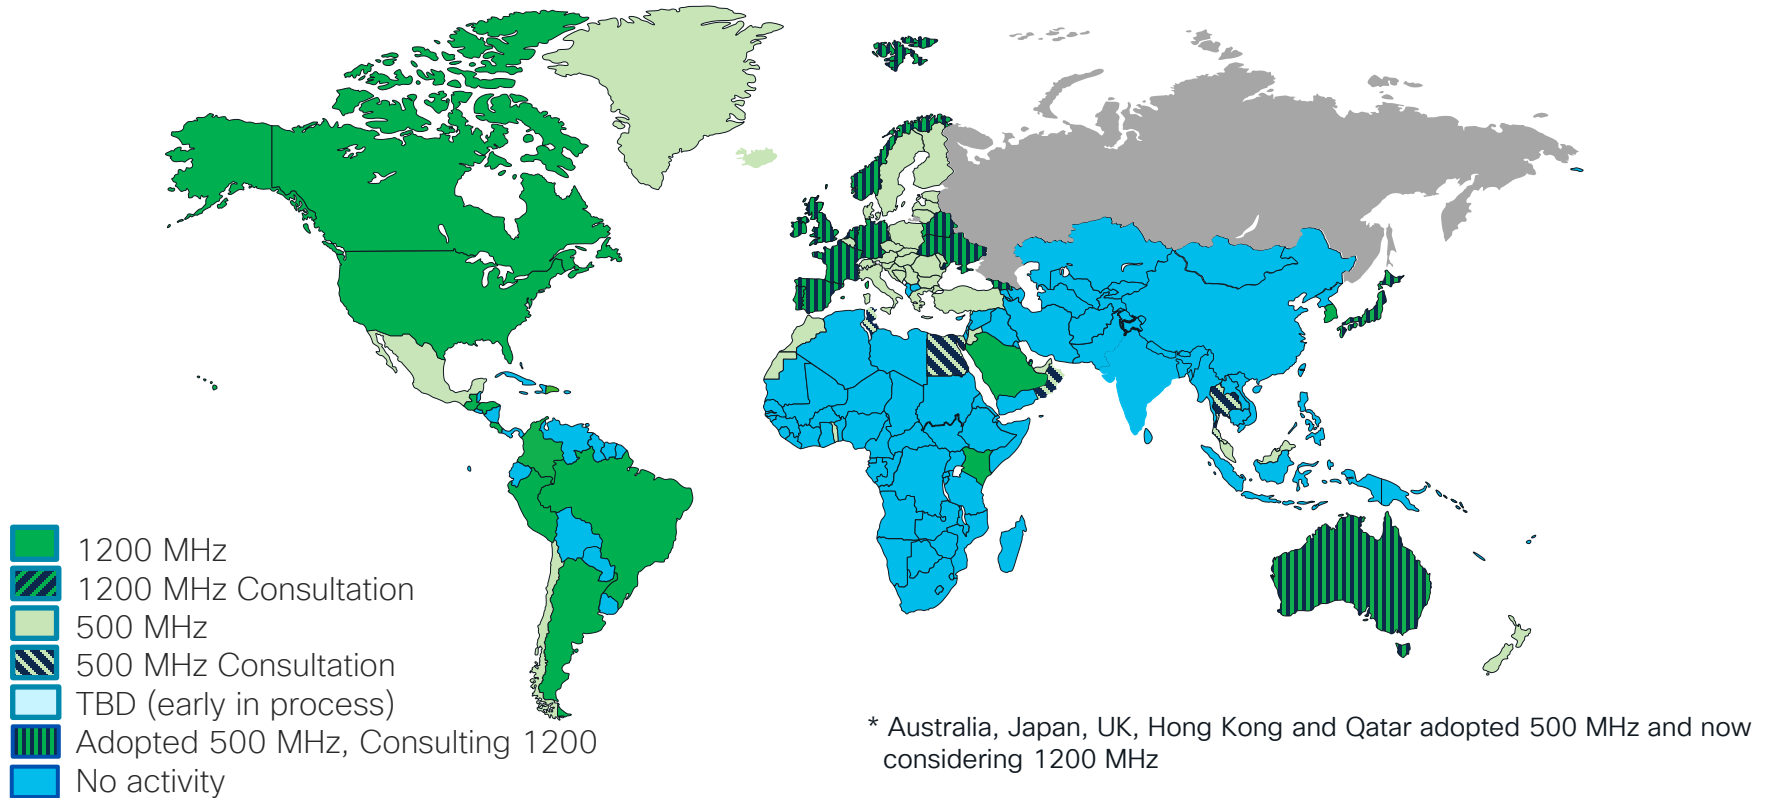 1200 MHz
1200 MHz Consultation
500 MHz
500 MHz Consultation
TBD (early in process)
Adopted 500 MHz, Consulting 1200
No activity
* Australia, Japan, UK, Hong Kong and Qatar adopted 500 MHz and now
considering 1200 MHz